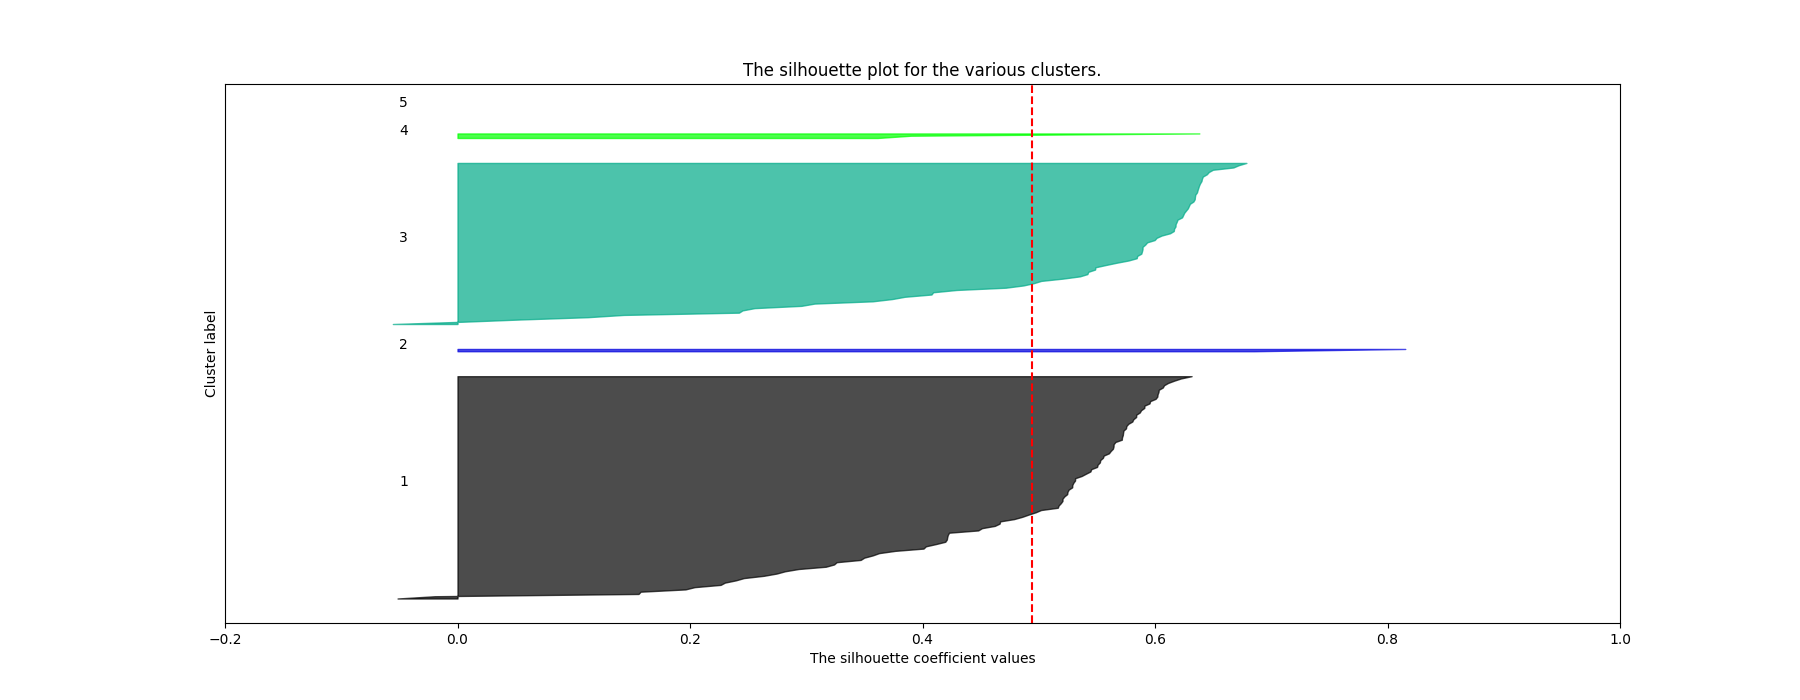 The silhouette plot for the various clusters.
5
4
3
2
1
Cluster label
−0.2 0.0 0.2 0.4 0.6 0.8 1.0
The silhouette coefficient values